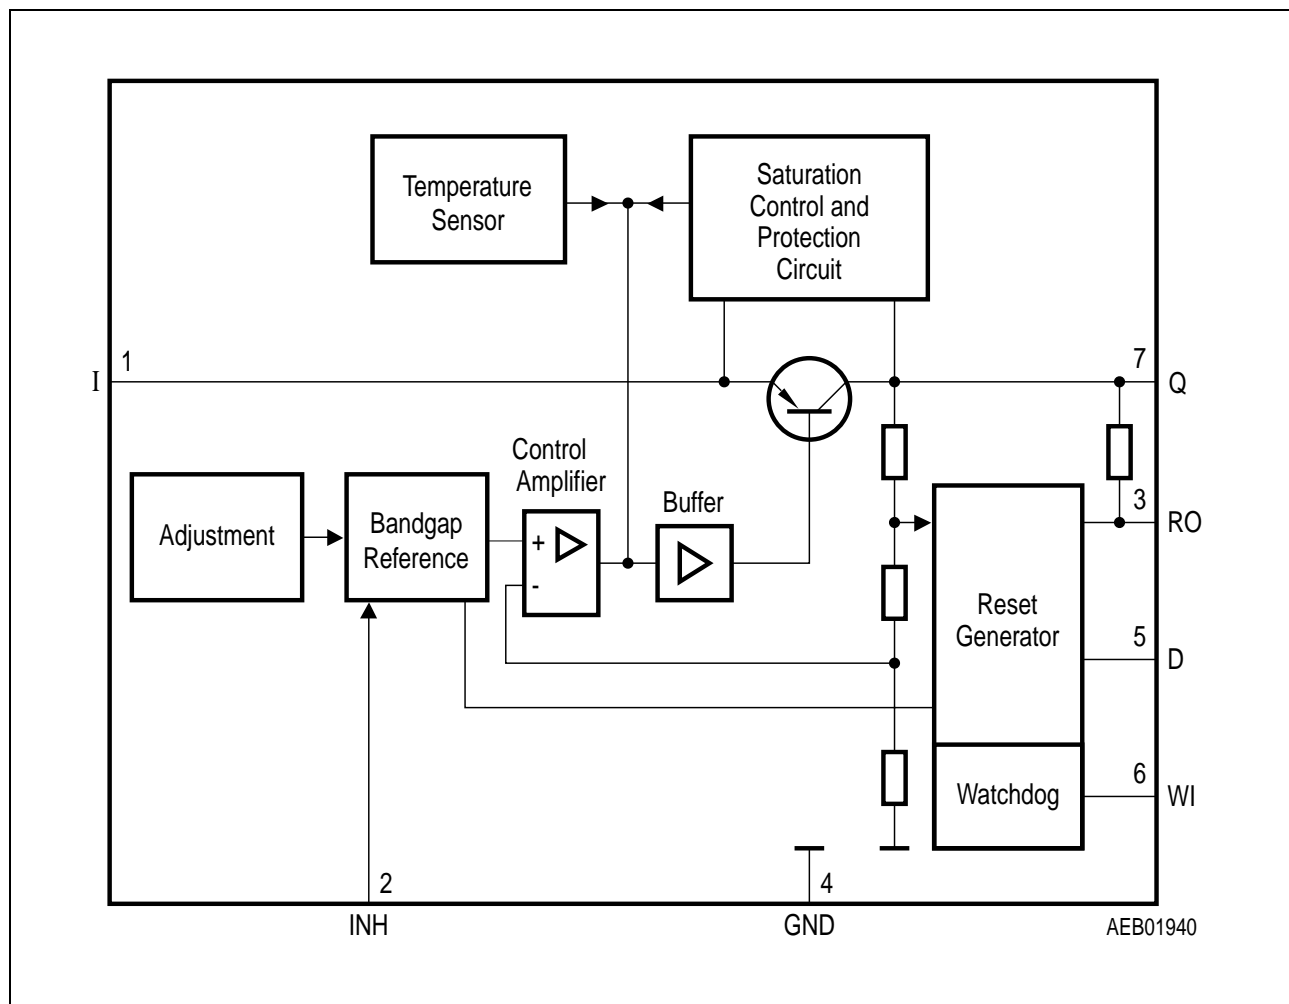 Temperature
Sensor
Saturation
Control and
Protection
Circuit
1
I
7
Q
Control
Amplifier
Buffer
Adjustment
Bandgap
Reference
+
-
3
RO
Reset
Generator
5
D
Watchdog
6
WI
2
INH
4
GND
AEB01940